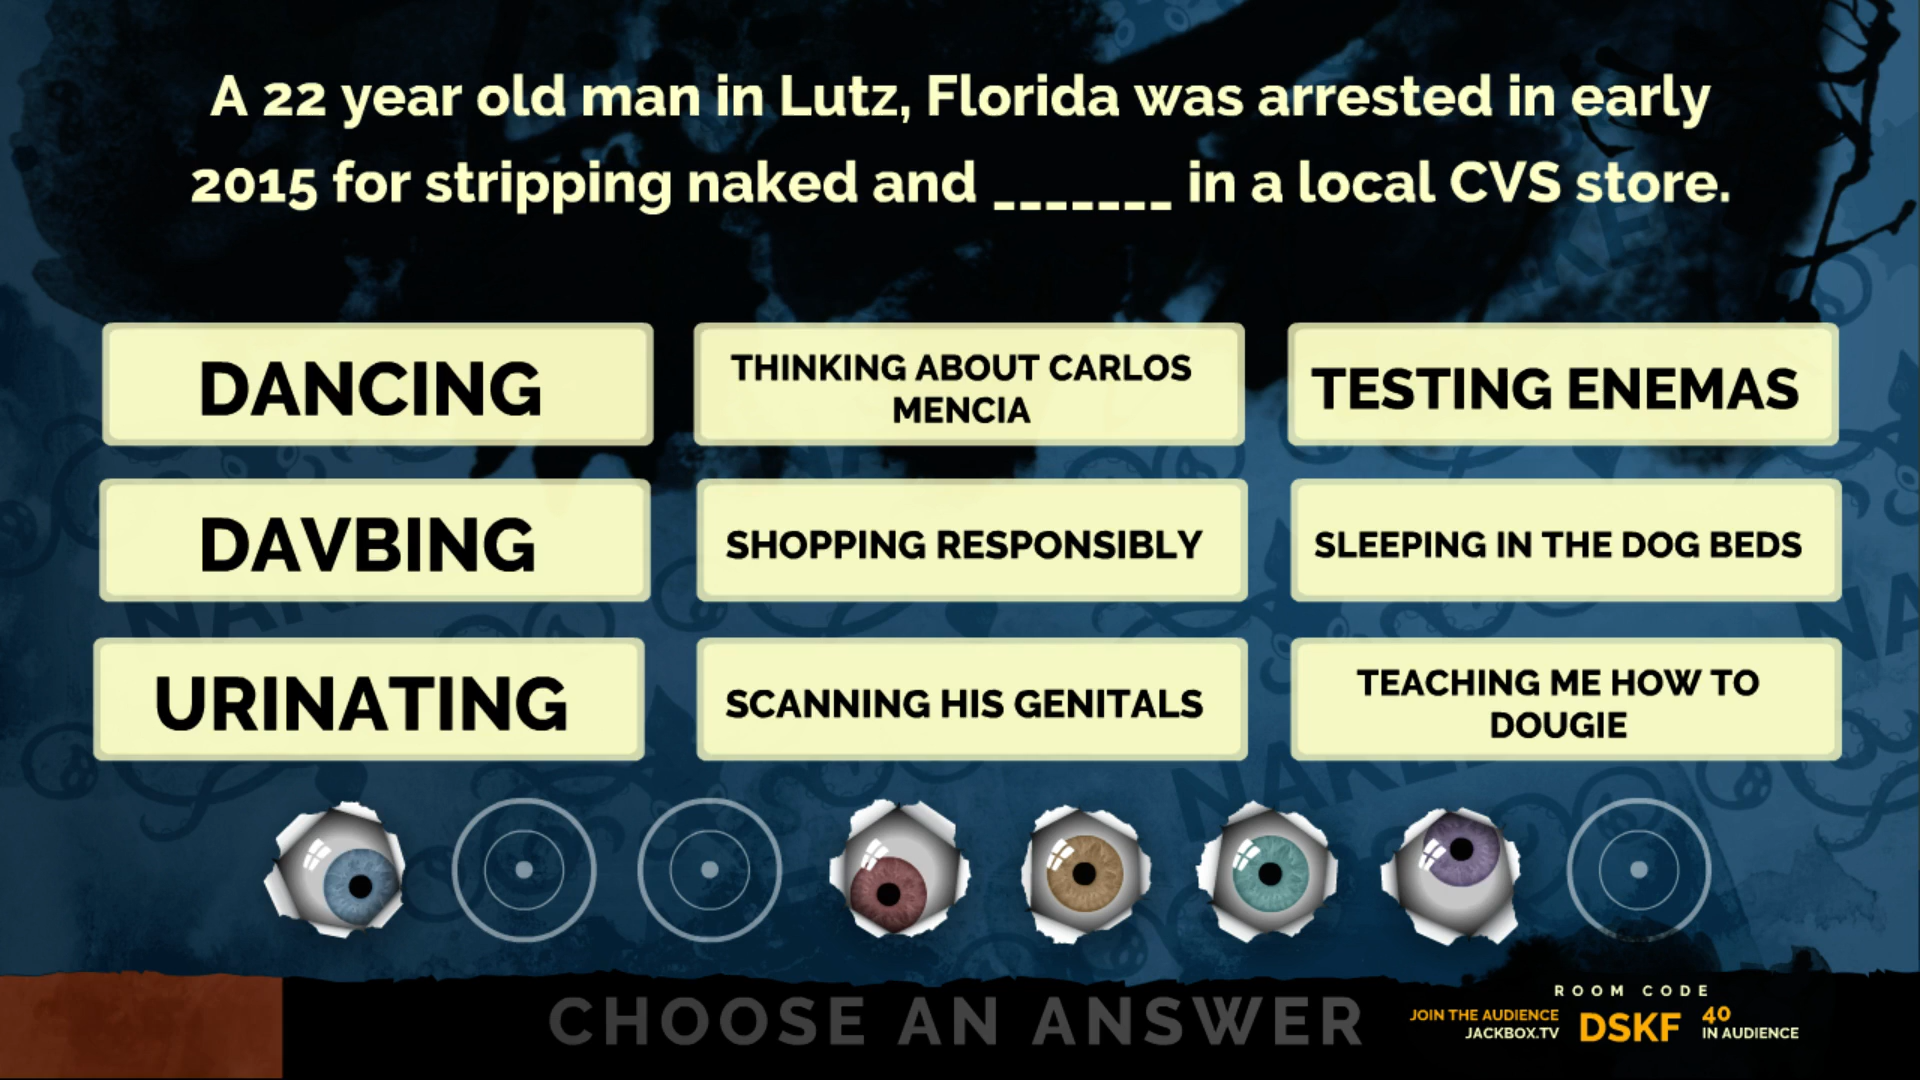 A 22 year old man in Lutz, Florida was arrested in early
2015 for stripping naked and _______ in a local CVS store.
DANCING
THINKING ABOUT CARLOS
MENCIA
TESTING ENEMAS
DAVBING
SHOPPING RESPONSIBLY
SLEEPING IN THE DOG BEDS
URINATING
SCANNING HIS GENITALS
TEACHING ME HOW TO
DOUGIE
CHOOSE AN ANSWER
ROOM CODE
JOIN THE AUDIENCE
JACKBOX.TV
DSKF
40
IN AUDIENCE